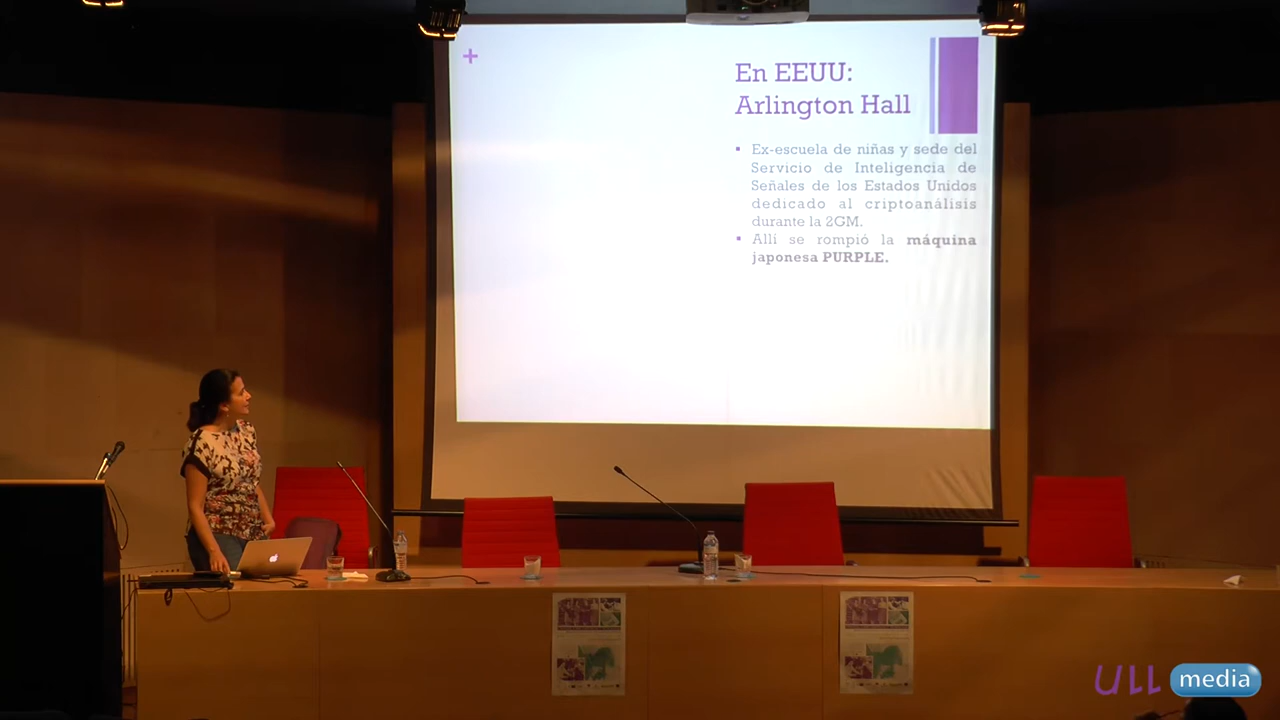 +
En EEUU:
Arlington Hall
▪ Ex-escuela de niñas y sede del
Servicio de Inteligencia de
Señales de los Estados Unidos
dedicado al criptoanálisis
durante la 2GM.
▪ Allí se rompió la máquina
japonesa PURPLE.
ULL media